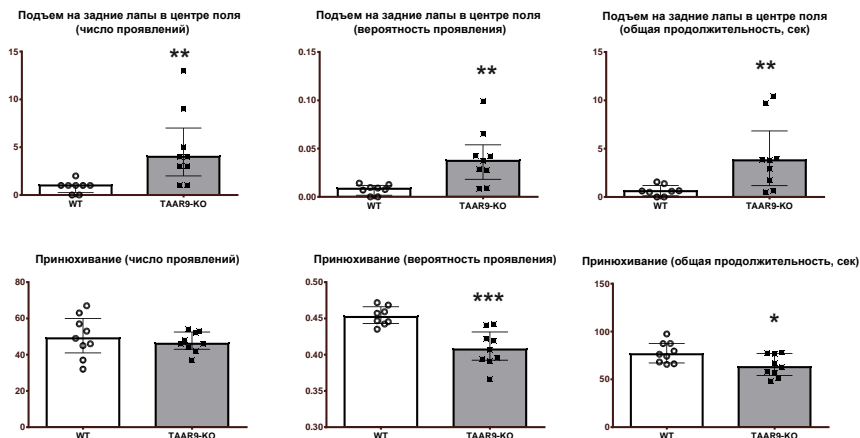 Подъем на задние лапы в центре поля
(число проявлений)
15
**
10
5
0
WT
TAAR9-KO
Подъем на задние лапы в центре поля
(вероятность проявления)
0.15
**
0.10
0.05
0.00
WT
TAAR9-KO
Подъем на задние лапы в центре поля
(общая продолжительность, сек)
15
**
10
5
0
WT
TAAR9-KO
Принюхивание (число проявлений)
80
60
40
20
0
WT
TAAR9-KO
Принюхивание (вероятность проявления)
0.50
***
0.45
0.40
0.35
0.30
WT
TAAR9-KO
Принюхивание (общая продолжительность, сек)
150
100
*
50
0
WT
TAAR9-KO